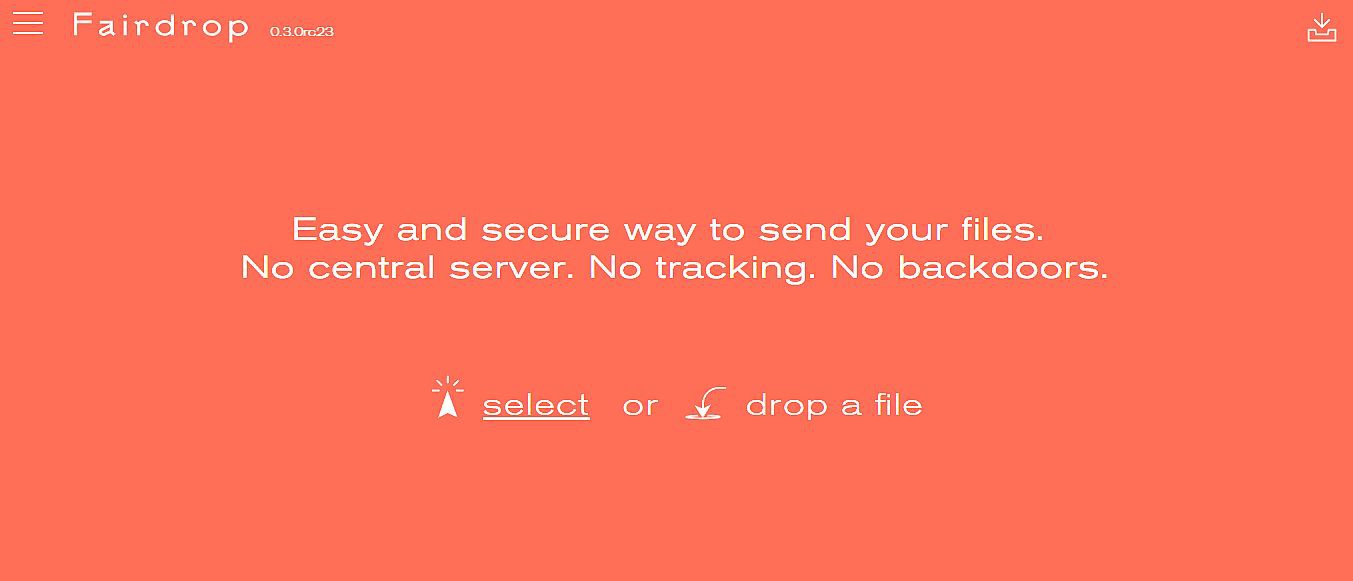 Fairdrop 0.3.0rc23
Easy and secure way to send your files.
No central server. No tracking. No backdoors.
select or drop a file